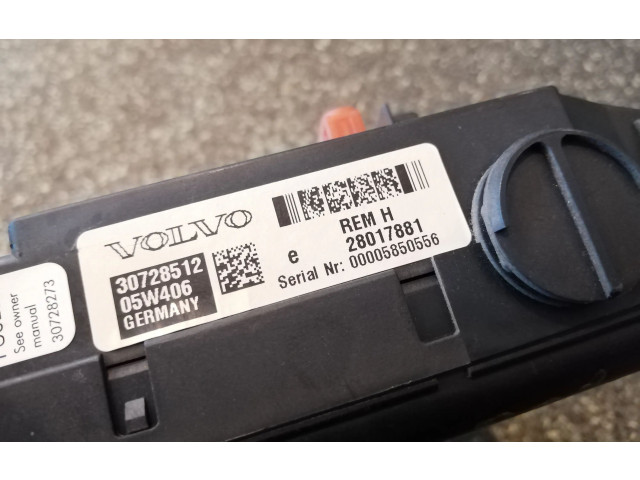 VOLVO
30728512
05W406
GERMANY
REM H
e 28017881
Serial Nr: 00005850556
See owner
manual
30728273